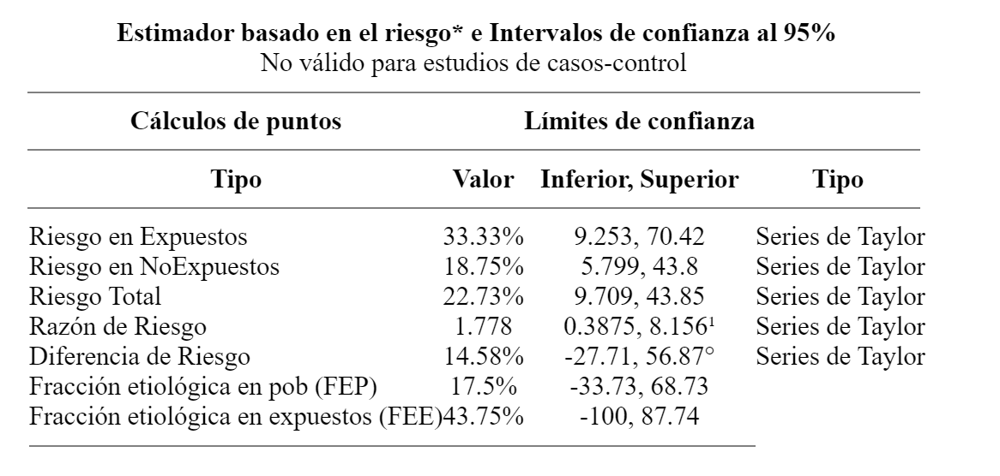 Estimador basado en el riesgo* e Intervalos de confianza al 95%
No válido para estudios de casos-control
Cálculos de puntos Límites de confianza
Tipo Valor Inferior, Superior Tipo
Riesgo en Expuestos 33.33% 9.253, 70.42 Series de Taylor
Riesgo en NoExpuestos 18.75% 5.799, 43.8 Series de Taylor
Riesgo Total 22.73% 9.709, 43.85 Series de Taylor
Razón de Riesgo 1.778 0.3875, 8.156¹ Series de Taylor
Diferencia de Riesgo 14.58% -27.71, 56.87° Series de Taylor
Fracción etiológica en pob (FEP) 17.5% -33.73, 68.73
Fracción etiológica en expuestos (FEE) 43.75% -100, 87.74